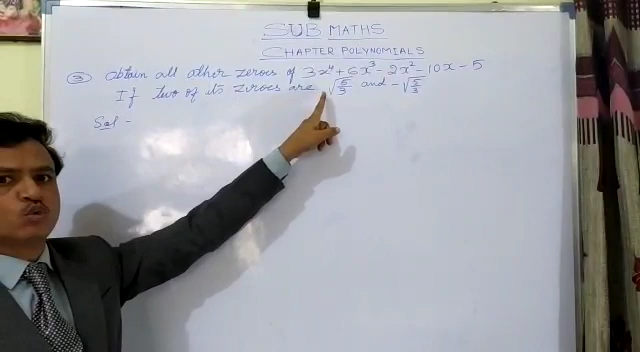 SUB MATHS
CHAPTER POLYNOMIALS
③ Obtain all other zeroes of 3x⁴+6x³-2x²-10x-5
If two of its zeroes are √5/3 and -√5/3
Sol -